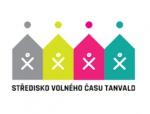 STŘEDISKO VOLNÉHO ČASU TANVALD